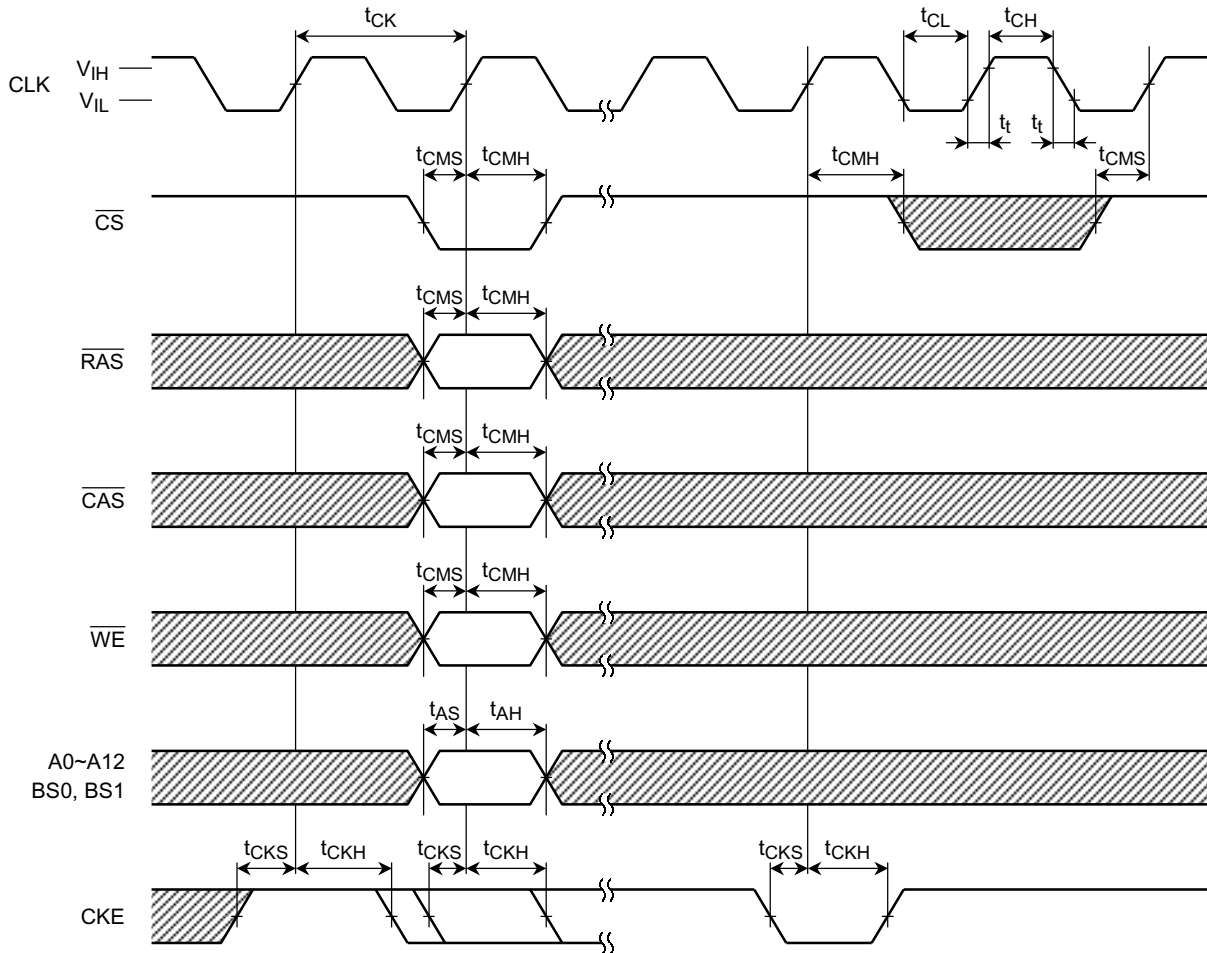 tCK
tCL
tCH
VIH
CLK
VIL
tt
tt
tCMS
tCMH
tCMH
tCMS
CS
tCMS
tCMH
RAS
tCMS
tCMH
CAS
tCMS
tCMH
WE
tAS
tAH
A0~A12
BS0, BS1
tCKS
tCKH
tCKS
tCKH
tCKS
tCKH
CKE